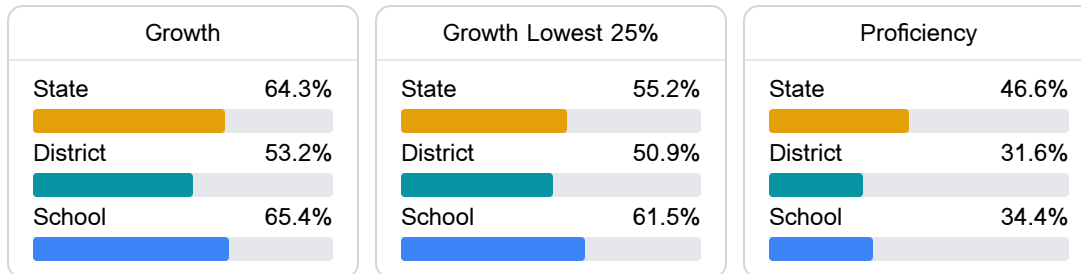 Growth
State 64.3%
District 53.2%
School 65.4%
Growth Lowest 25%
State 55.2%
District 50.9%
School 61.5%
Proficiency
State 46.6%
District 31.6%
School 34.4%